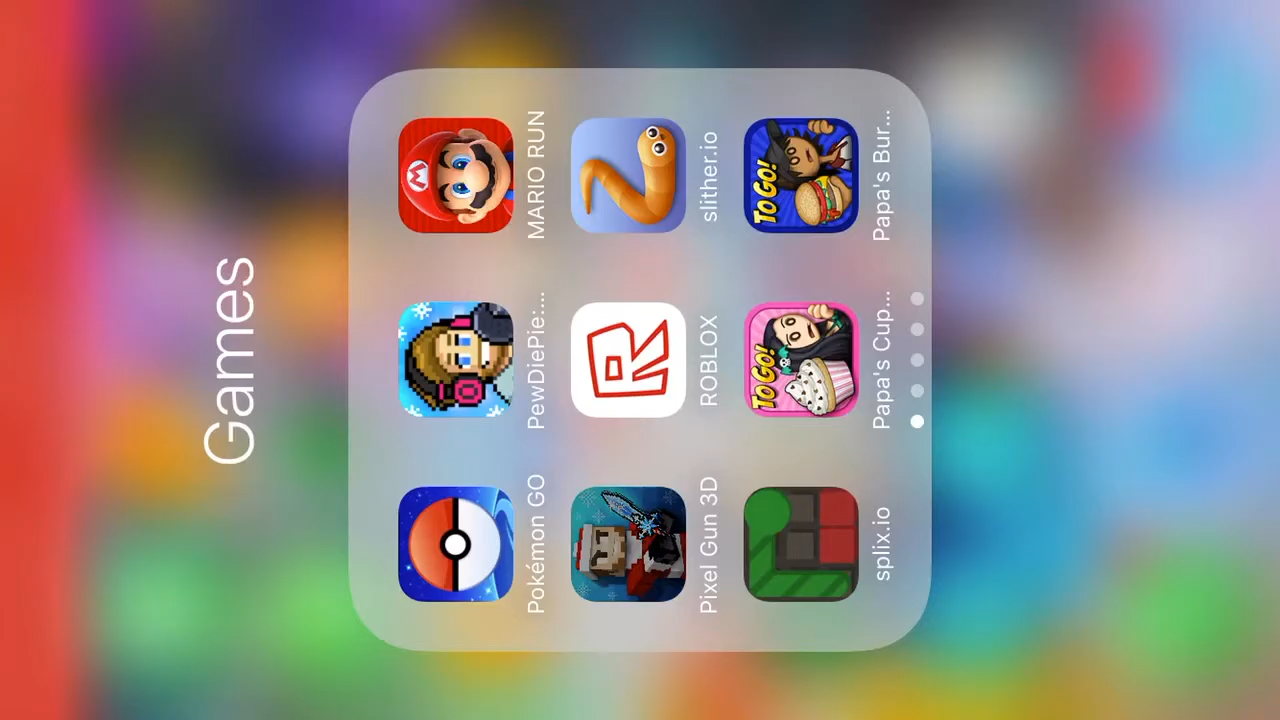 Games
Pokémon GO
PewDiePie:...
MARIO RUN
Pixel Gun 3D
ROBLOX
slither.io
splix.io
TO GO!
Papa's Cup...
TO GO!
Papa's Bur...